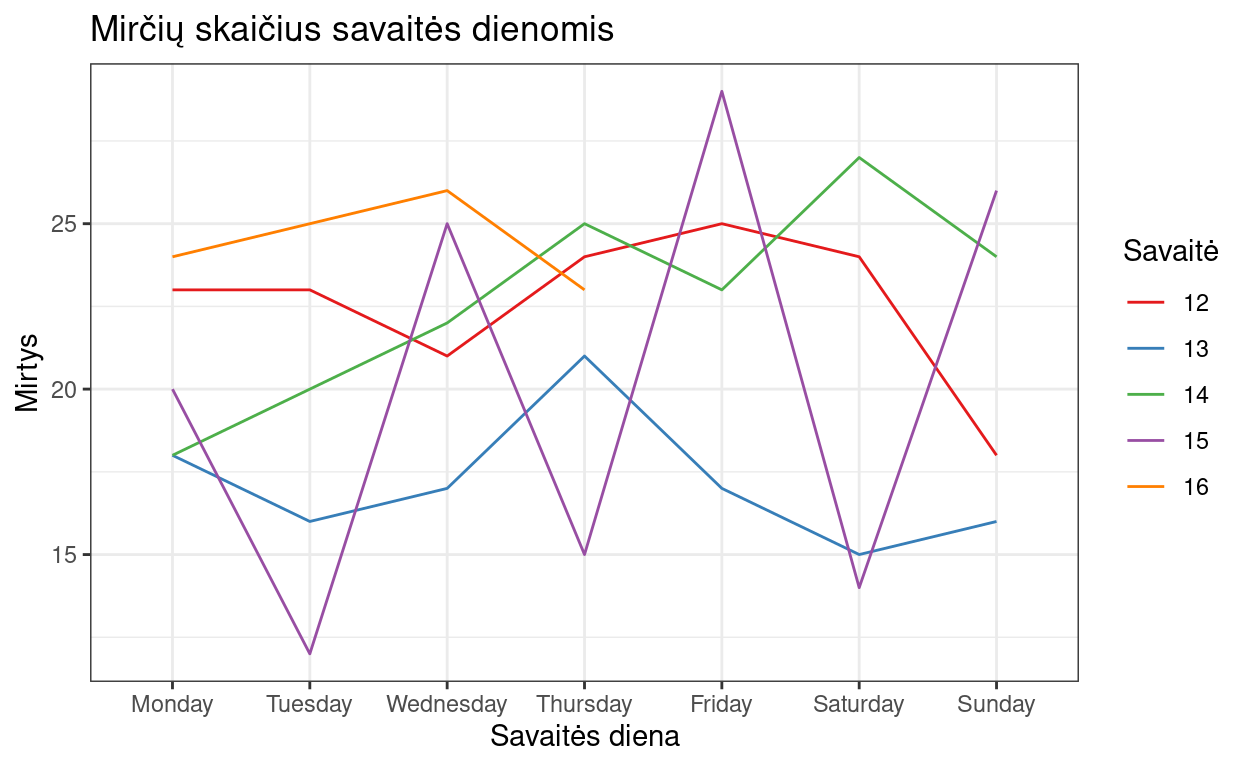 Mirčių skaičius savaitės dienomis
Mirtys
25
20
15
Monday Tuesday Wednesday Thursday Friday Saturday Sunday
Savaitės diena
Savaitė
12
13
14
15
16